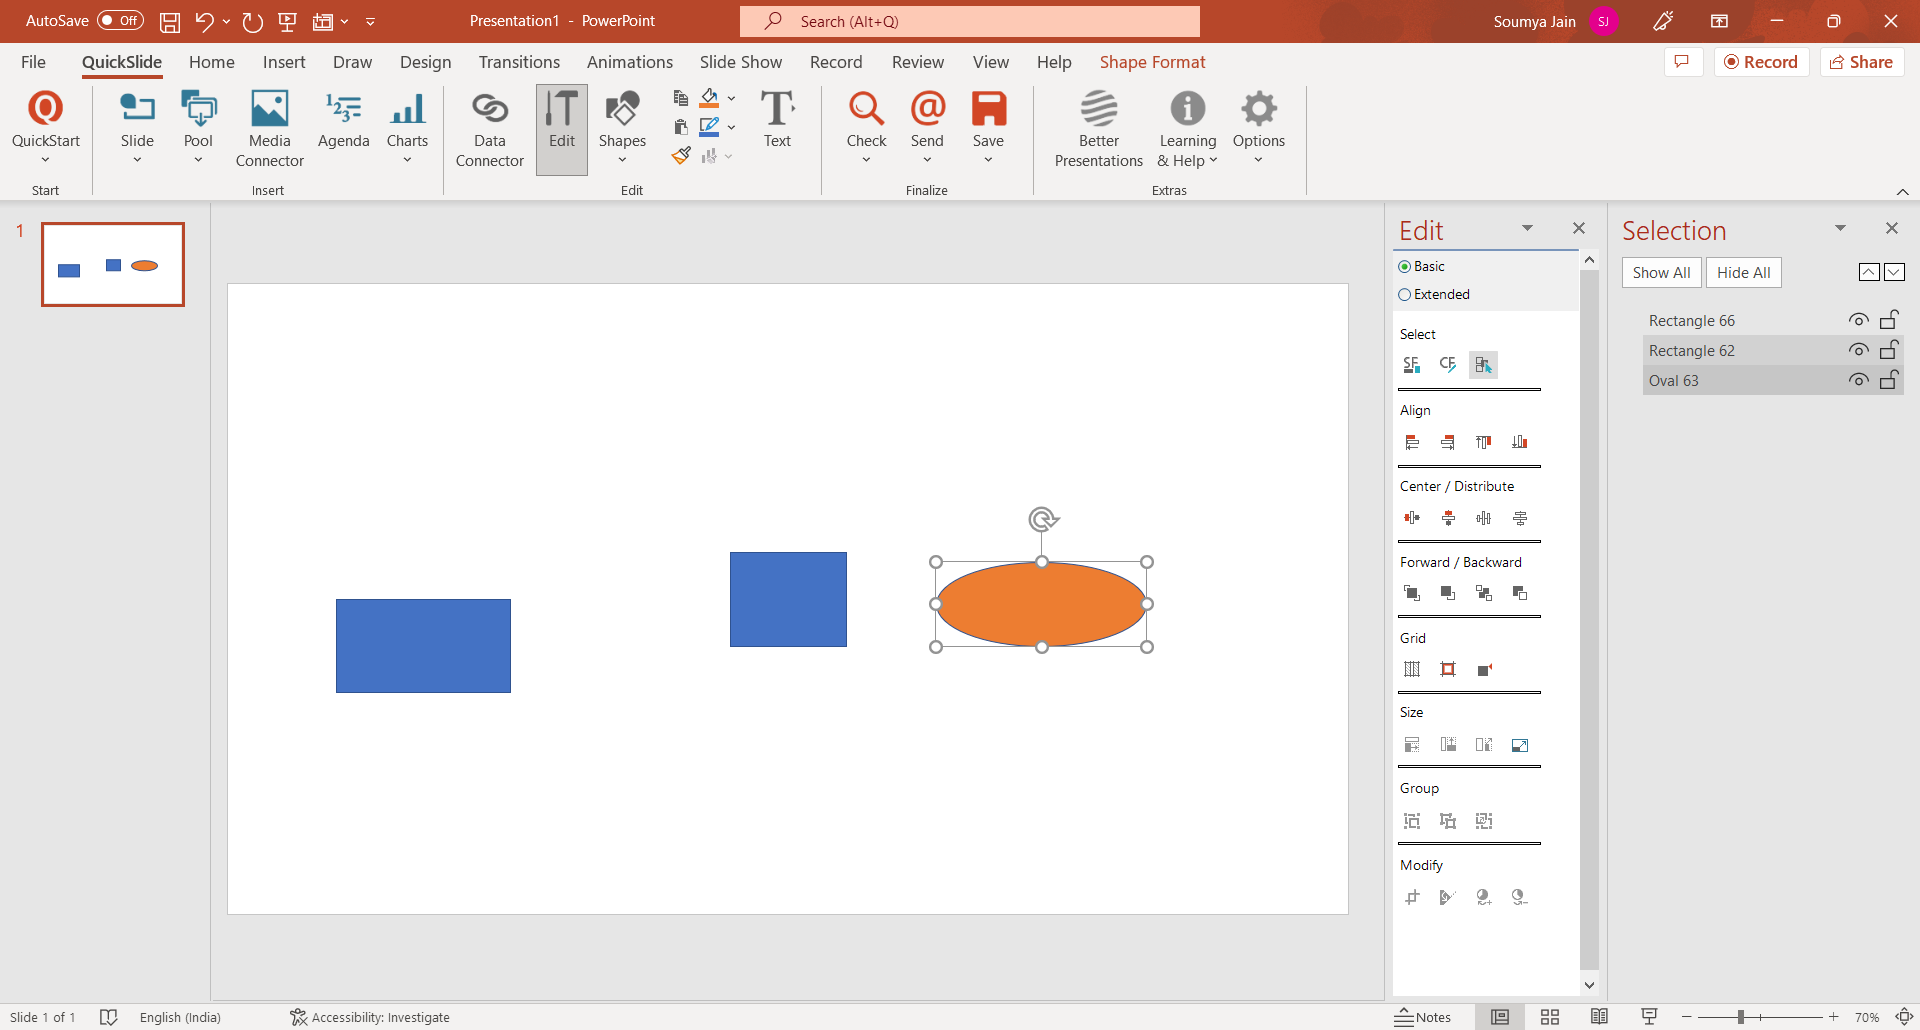 AutoSave Off
Presentation1 - PowerPoint
Search (Alt+Q)
Soumya Jain SJ
File QuickSlide Home Insert Draw Design Transitions Animations Slide Show Record Review View Help Shape Format
Record Share
QuickStart
Slide
Pool
Media
Connector
Agenda
Charts
Data
Connector
Edit
Shapes
Text
Check
Send
Save
Better
Presentations
Learning
& Help
Options
Start
Insert
Edit
Finalize
Extras
1
Edit
Basic
Extended
Select
SF CF
Align
Center / Distribute
Forward / Backward
Grid
Size
Group
Modify
Selection
Show All Hide All
Rectangle 66
Rectangle 62
Oval 63
Slide 1 of 1 English (India) Accessibility: Investigate Notes 70%